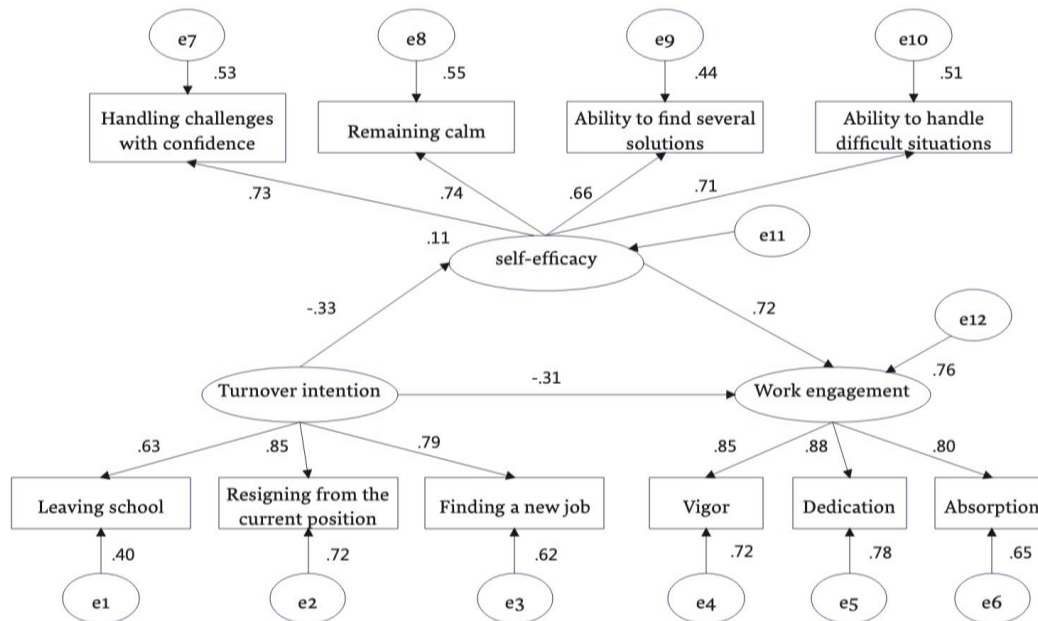 e7
e8
e9
e10
.53
.55
.44
.51
Handling challenges
with confidence
Remaining calm
Ability to find several
solutions
Ability to handle
difficult situations
.73
.74
.66
.71
.11
self-efficacy
e11
-.33
.72
e12
.76
Turnover intention
-.31
Work engagement
.63
.85
.79
.85
.88
.80
Leaving school
Resigning from the
current position
Finding a new job
Vigor
Dedication
Absorption
.40
.72
.62
.72
.78
.65
e1
e2
e3
e4
e5
e6